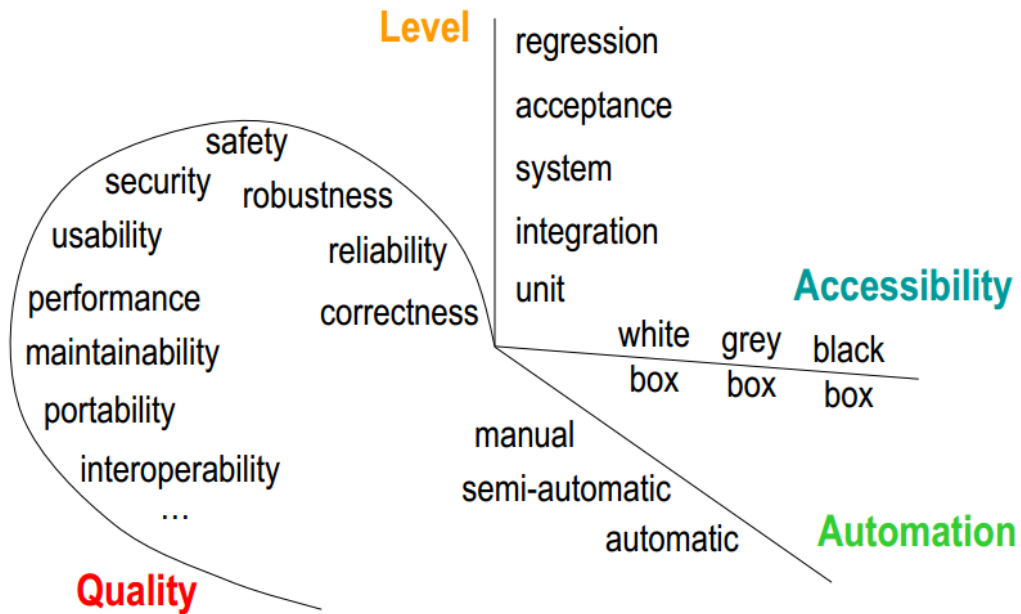 Level
regression
acceptance
system
integration
unit
Accessibility
white
box
grey
box
black
box
manual
semi-automatic
automatic
Automation
safety
security
robustness
usability
reliability
performance
correctness
maintainability
portability
interoperability
...
Quality